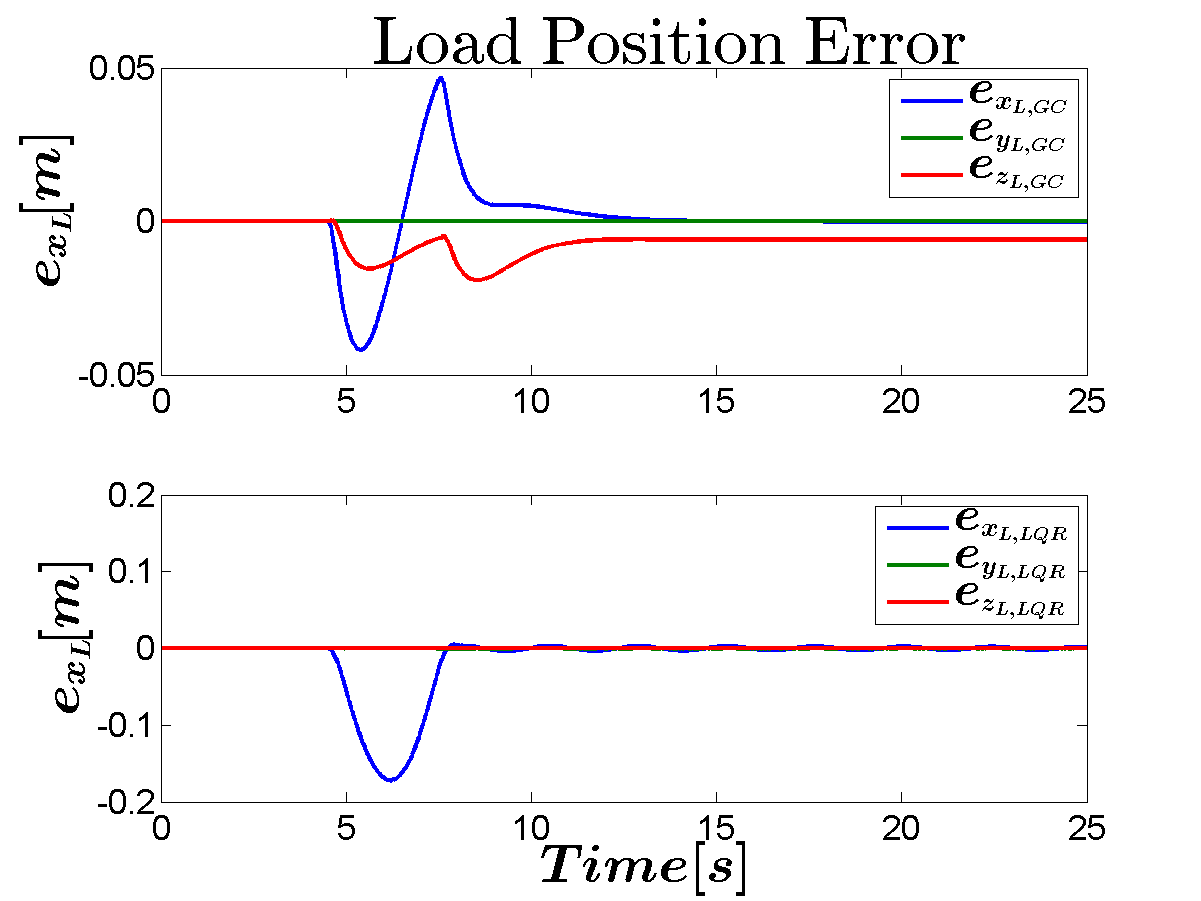 Load Position Error
0.05
0
-0.05
e_{x_L}[m]
e_{x_{L,GC}}
e_{y_{L,GC}}
e_{z_{L,GC}}
0 5 10 15 20 25
0.2
0.1
0
-0.1
-0.2
e_{x_L}[m]
e_{x_{L,LQR}}
e_{y_{L,LQR}}
e_{z_{L,LQR}}
0 5 10 15 20 25
Time[s]